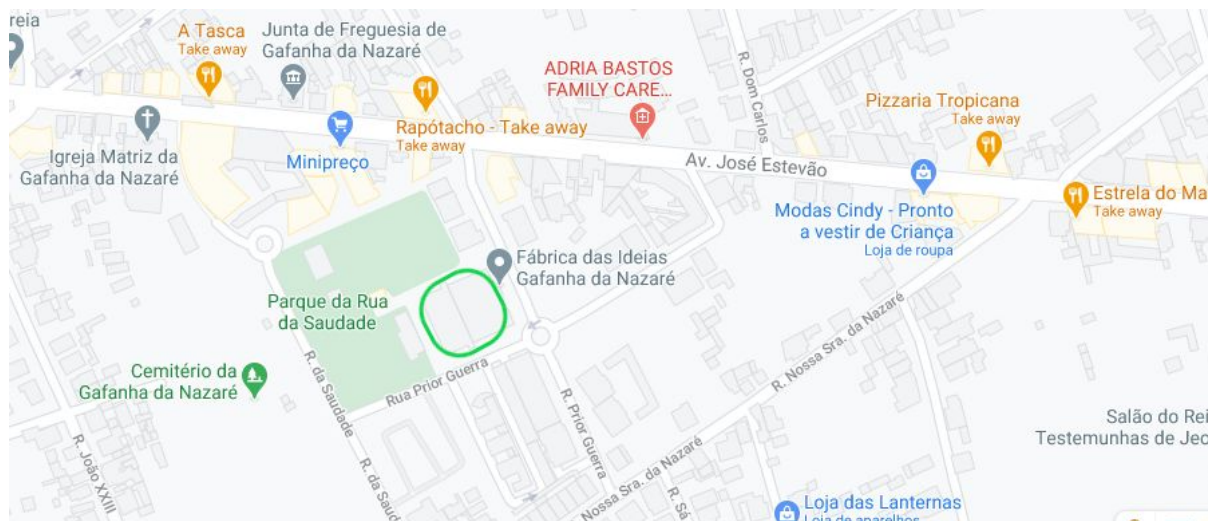 reia
A Tasca
Take away
Junta de Freguesia de
Gafanha da Nazaré
ADRIA BASTOS
FAMILY CARE...
R. Dom Carlos
Pizzaria Tropicana
Take away
Igreja Matriz da
Gafanha da Nazaré
Minipreço
Rapótacho - Take away
Take away
Av. José Estevão
Modas Cindy - Pronto
a vestir de Criança
Loja de roupa
Estrela do Ma
Take away
Fábrica das Ideias
Gafanha da Nazaré
Parque da Rua
da Saudade
R. da Saudade
Rua Prior Guerra
R. Nossa Sra. da Nazaré
Cemitério da
Gafanha da Nazaré
R. João XXIII
R. da Saudade
R. Prior Guerra
Nossa Sra. da Nazaré
R. Sá
Salão do Rei
Testemunhas de Jeo
Loja das Lanternas
Loja de aparelhos